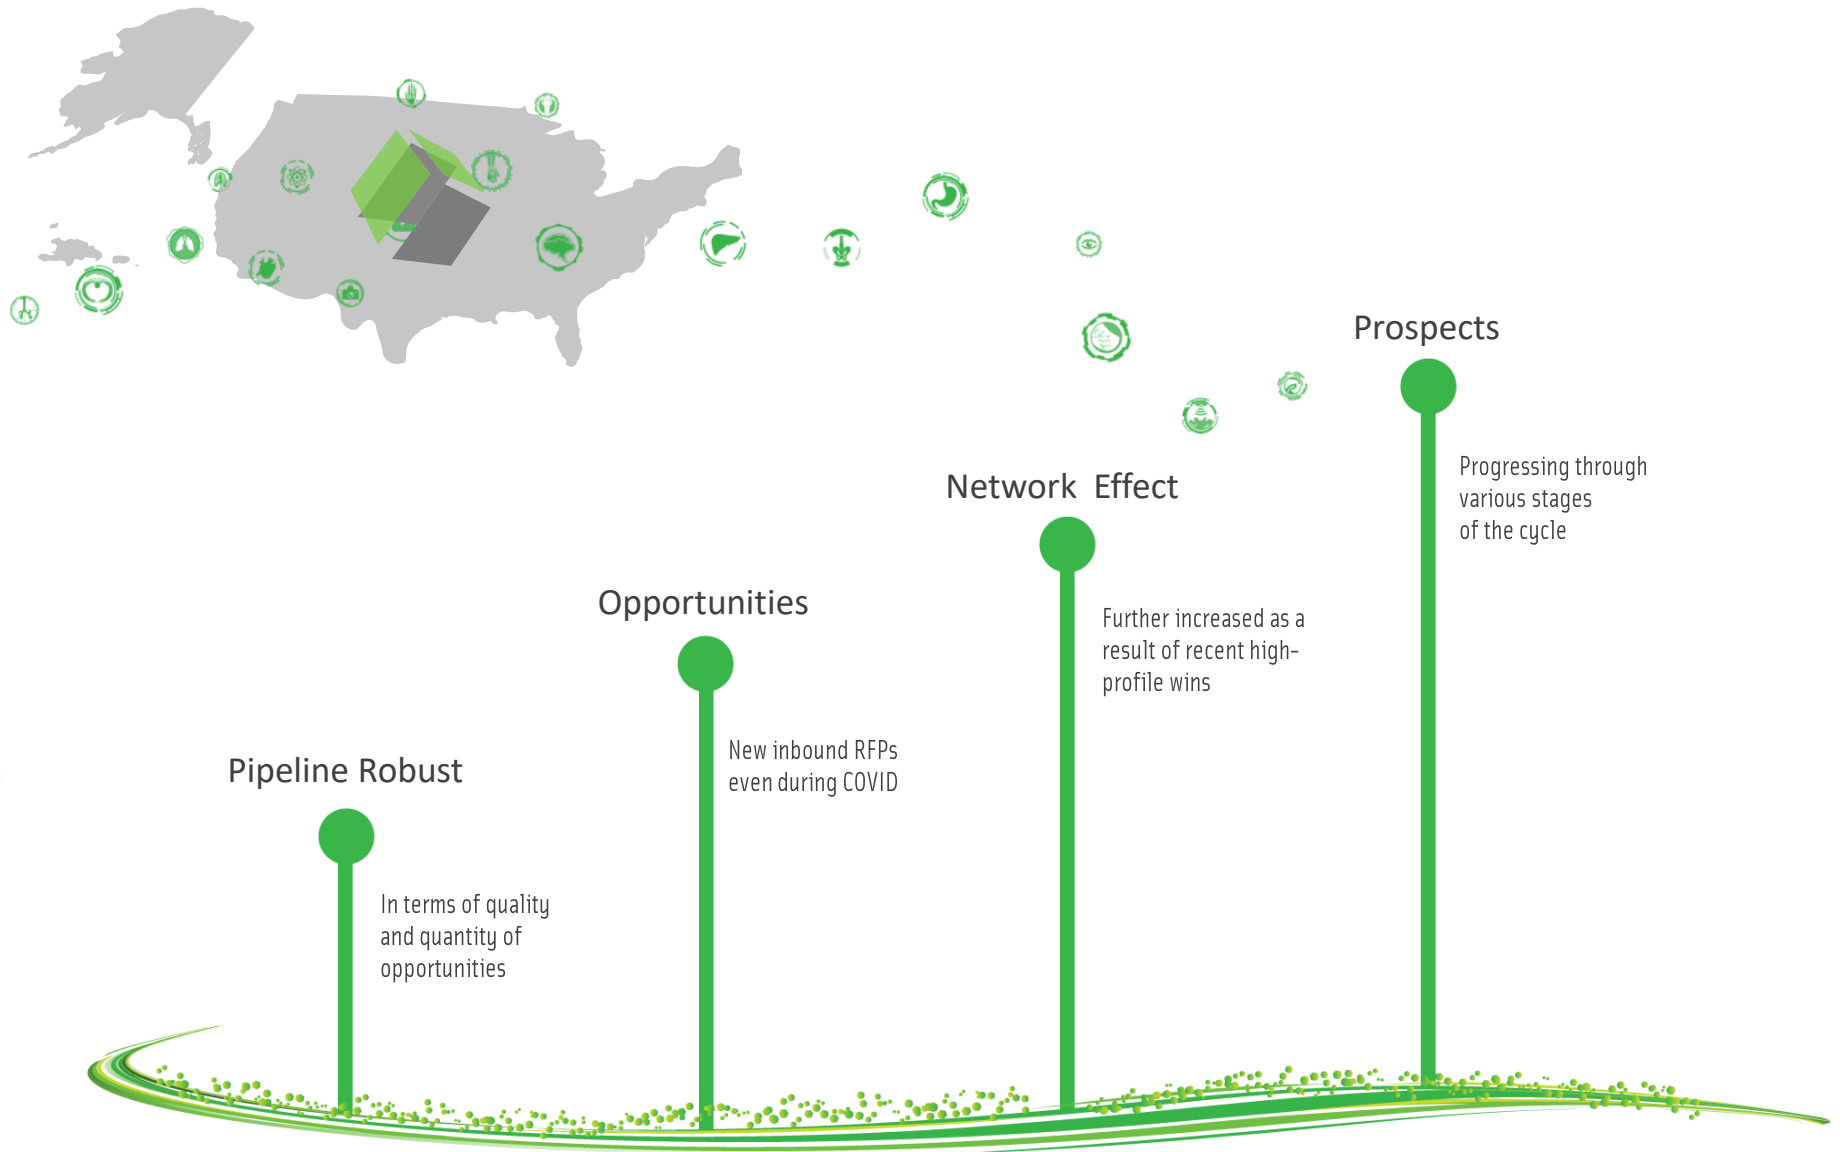 Pipeline Robust
In terms of quality
and quantity of
opportunities
Opportunities
New inbound RFPs
even during COVID
Network Effect
Further increased as a
result of recent high-
profile wins
Prospects
Progressing through
various stages
of the cycle